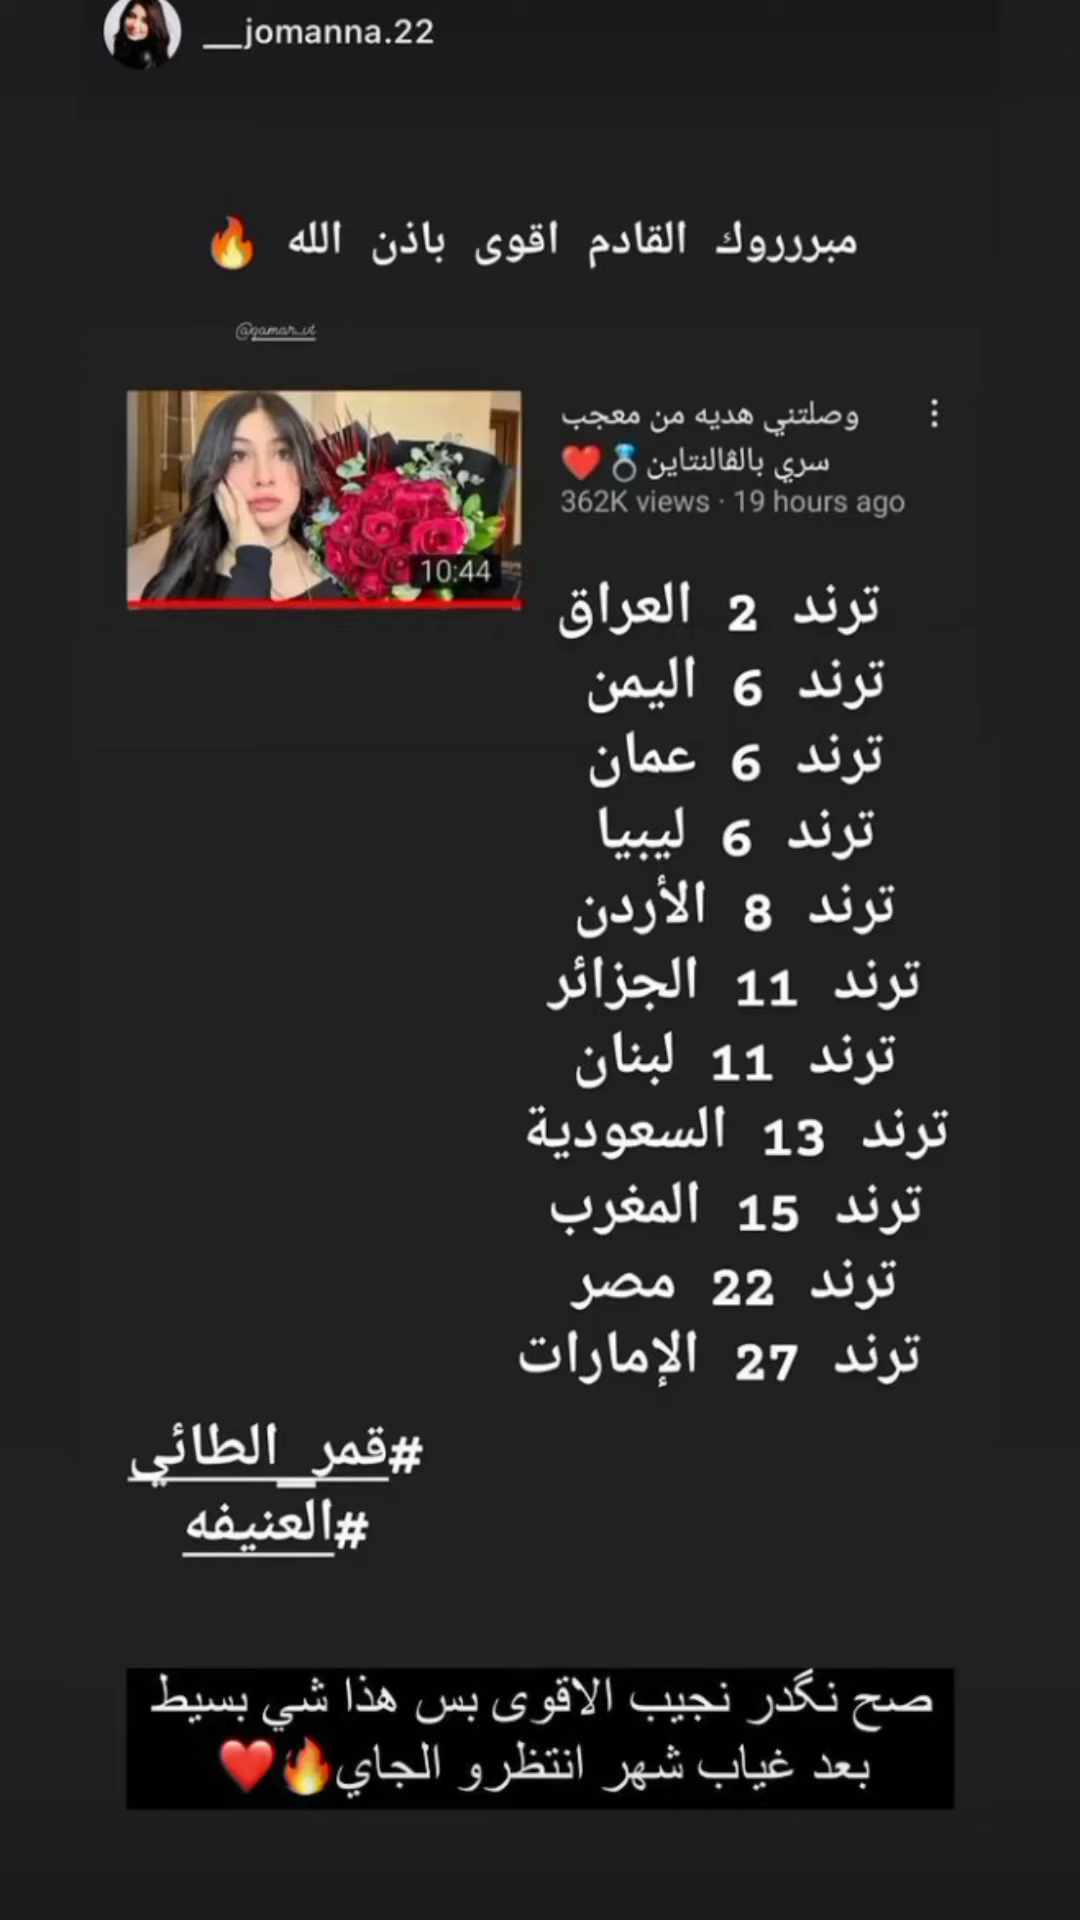 __jomanna.22
مبررروك القادم اقوى باذن الله 🔥
@qamar_vt
وصلتني هديه من معجب
سري بالڤالنتاين💍❤️
362K views · 19 hours ago
10:44
ترند 2 العراق
ترند 6 اليمن
ترند 6 عمان
ترند 6 ليبيا
ترند 8 الأردن
ترند 11 الجزائر
ترند 11 لبنان
ترند 13 السعودية
ترند 15 المغرب
ترند 22 مصر
ترند 27 الإمارات
#قمر_الطائي
#العنيفه
صح نگدر نجيب الاقوى بس هذا شي بسيط
بعد غياب شهر انتظرو الجاي🔥❤️